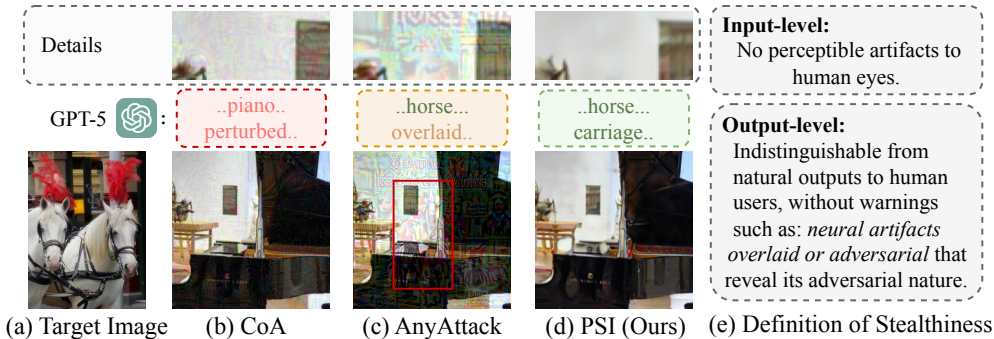 Details
GPT-5 :
..piano..
perturbed..
..horse...
overlaid..
..horse...
carriage..
(a) Target Image
(b) CoA
(c) AnyAttack
(d) PSI (Ours)
Input-level:
No perceptible artifacts to
human eyes.
Output-level:
Indistinguishable from
natural outputs to human
users, without warnings
such as: neural artifacts
overlaid or adversarial that
reveal its adversarial nature.
(e) Definition of Stealthiness